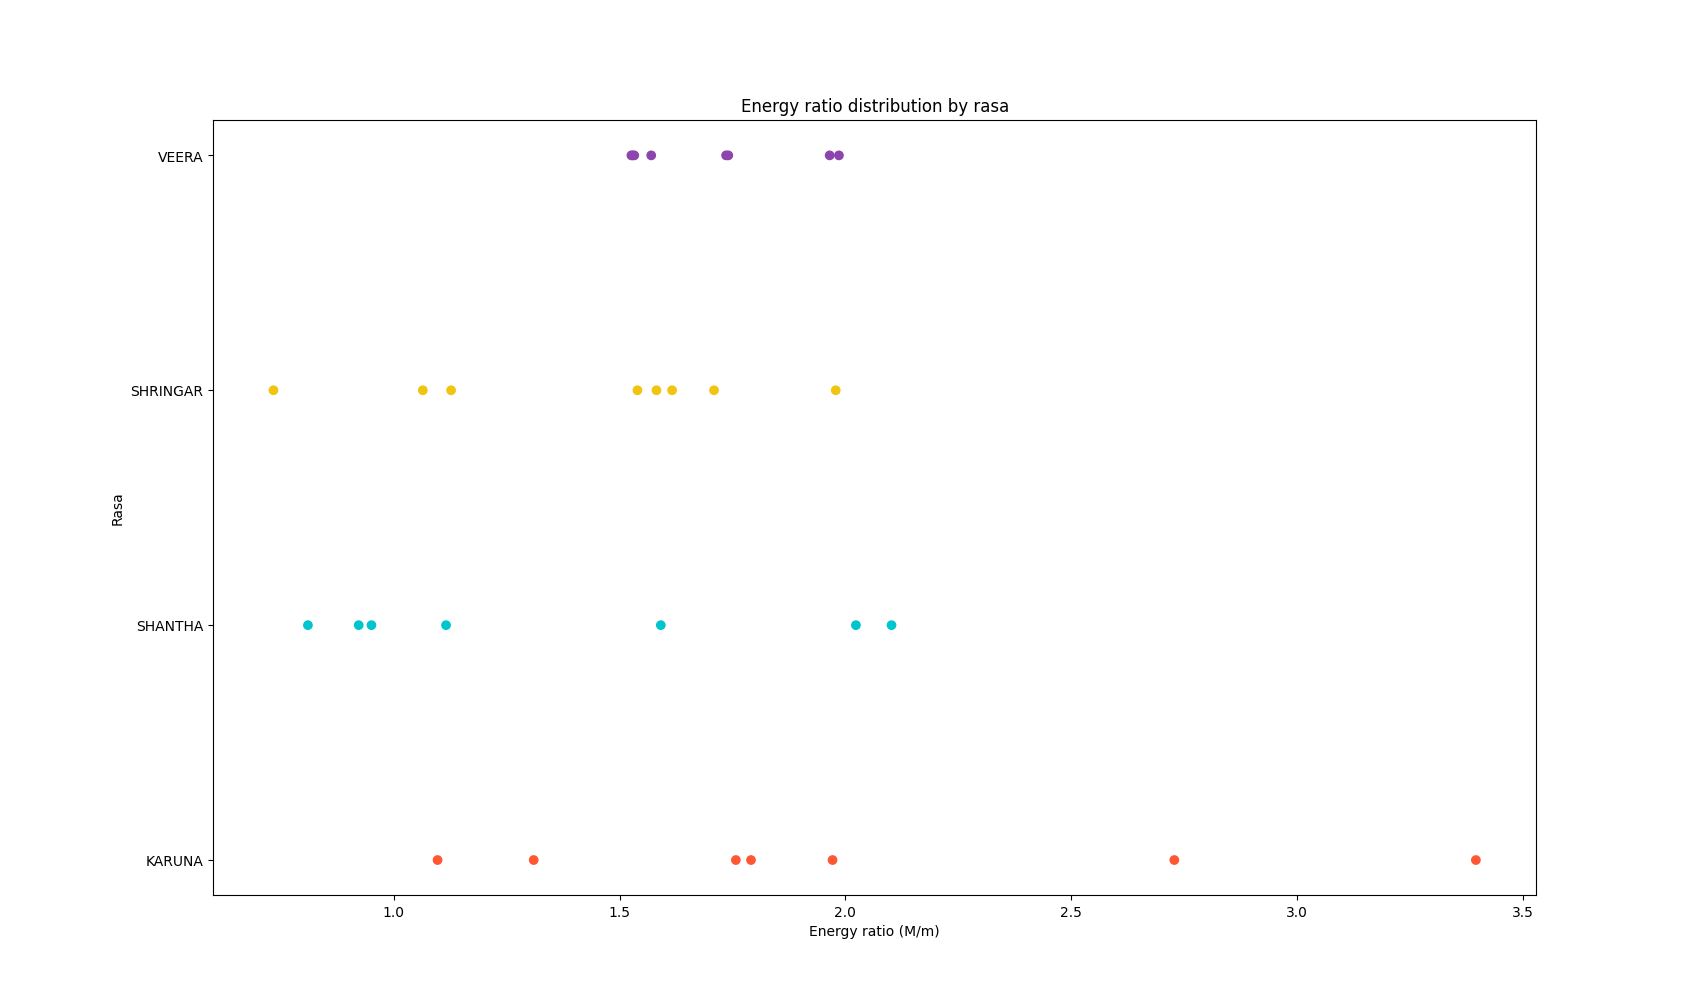 Energy ratio distribution by rasa
VEERA
SHRINGAR
Rasa
SHANTHA
KARUNA
1.0 1.5 2.0 2.5 3.0 3.5
Energy ratio (M/m)